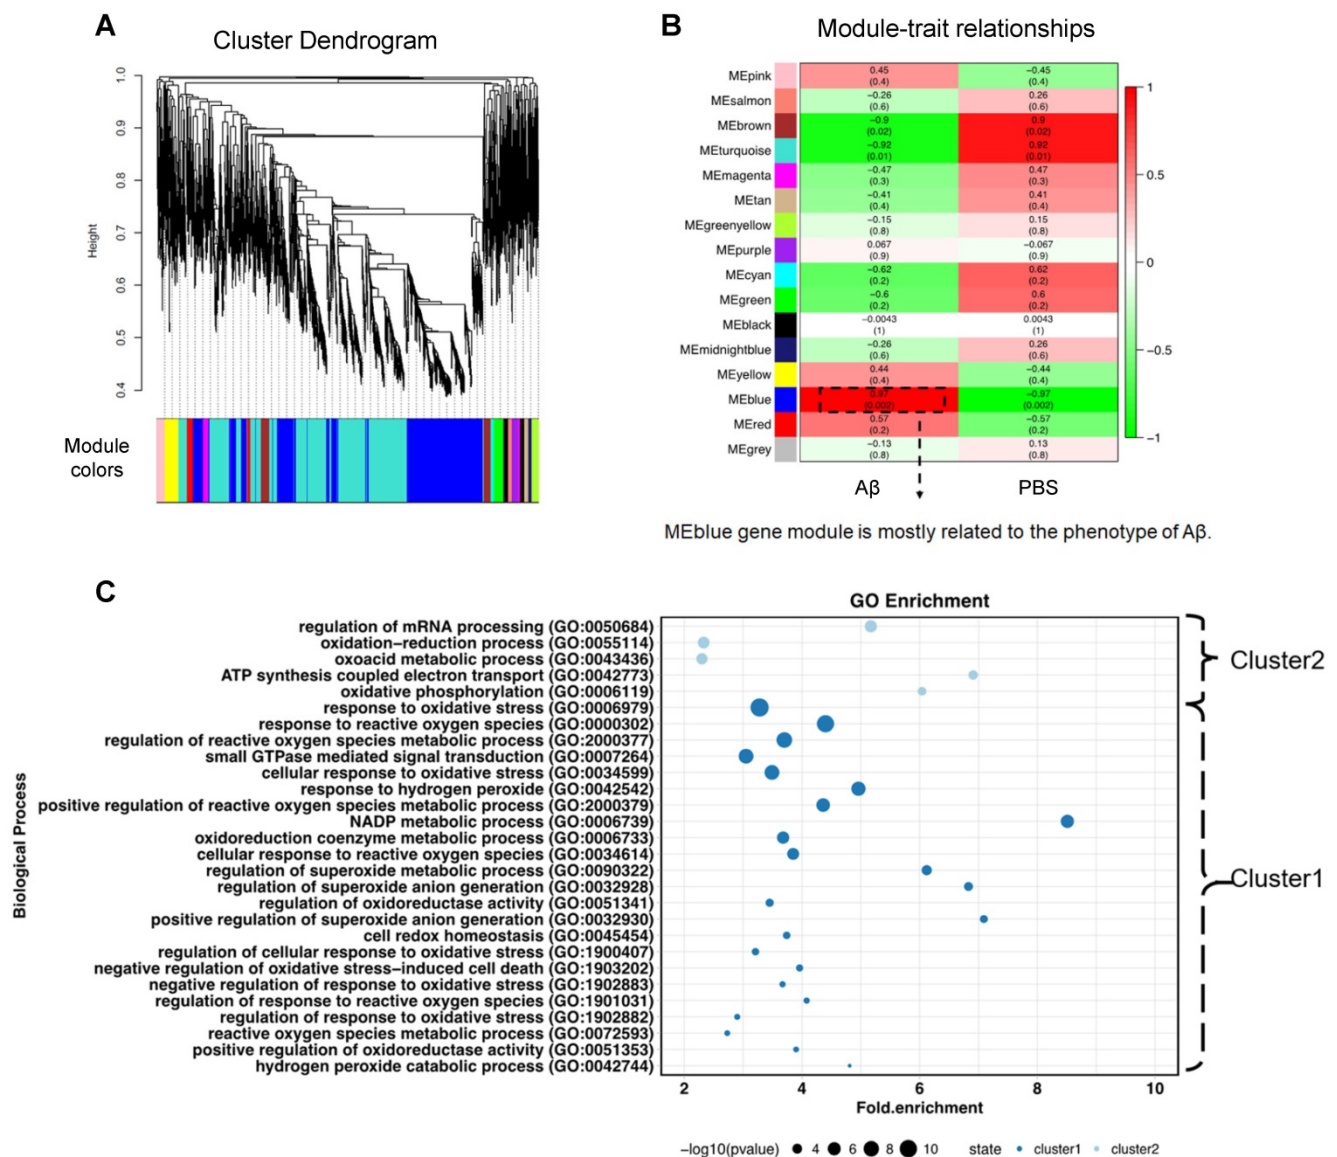 A
Cluster Dendrogram
Height
1.0
0.9
0.8
0.7
0.6
0.5
0.4
Module
colors
B
Module-trait relationships
MEpink
0.45
(0.4)
−0.45
(0.4)
MEsalmon
−0.26
(0.6)
0.26
(0.6)
MEbrown
−0.9
(0.02)
0.9
(0.02)
MEturquoise
−0.92
(0.01)
0.92
(0.01)
MEmagenta
−0.47
(0.3)
0.47
(0.3)
MEtan
−0.41
(0.4)
0.41
(0.4)
MEgreenyellow
−0.15
(0.8)
0.15
(0.8)
MEpurple
0.067
(0.9)
−0.067
(0.9)
MEcyan
−0.62
(0.2)
0.62
(0.2)
MEgreen
−0.6
(0.2)
0.6
(0.2)
MEblack
−0.0043
(1)
0.0043
(1)
MEmidnightblue
−0.26
(0.6)
0.26
(0.6)
MEyellow
0.44
(0.4)
−0.44
(0.4)
MEblue
0.97
(0.002)
−0.97
(0.002)
MEred
0.57
(0.2)
−0.57
(0.2)
MEgrey
−0.13
(0.8)
0.13
(0.8)
1
0.5
0
−0.5
−1
Aβ
PBS
MEblue gene module is mostly related to the phenotype of Aβ.
C
GO Enrichment
Biological Process
regulation of mRNA processing (GO:0050684)
oxidation−reduction process (GO:0055114)
oxoacid metabolic process (GO:0043436)
ATP synthesis coupled electron transport (GO:0042773)
oxidative phosphorylation (GO:0006119)
response to oxidative stress (GO:0006979)
response to reactive oxygen species (GO:0000302)
regulation of reactive oxygen species metabolic process (GO:2000377)
small GTPase mediated signal transduction (GO:0007264)
cellular response to oxidative stress (GO:0034599)
response to hydrogen peroxide (GO:0042542)
positive regulation of reactive oxygen species metabolic process (GO:2000379)
NADP metabolic process (GO:0006739)
oxidoreduction coenzyme metabolic process (GO:0006733)
cellular response to reactive oxygen species (GO:0034614)
regulation of superoxide metabolic process (GO:0090322)
regulation of superoxide anion generation (GO:0032928)
regulation of oxidoreductase activity (GO:0051341)
positive regulation of superoxide anion generation (GO:0032930)
cell redox homeostasis (GO:0045454)
regulation of cellular response to oxidative stress (GO:1900407)
negative regulation of oxidative stress−induced cell death (GO:1903202)
negative regulation of response to oxidative stress (GO:1902883)
regulation of response to reactive oxygen species (GO:1901031)
regulation of response to oxidative stress (GO:1902882)
reactive oxygen species metabolic process (GO:0072593)
positive regulation of oxidoreductase activity (GO:0051353)
hydrogen peroxide catabolic process (GO:0042744)
Cluster2
Cluster1
2
4
6
8
10
Fold.enrichment
−log10(pvalue) 4 6 8 10 state cluster1 cluster2